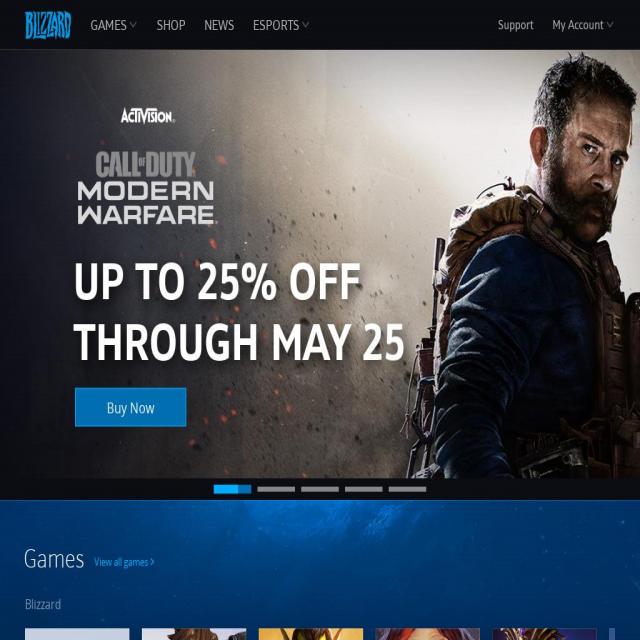 BLIZZARD GAMES SHOP NEWS ESPORTS Support My Account
ACTIVISION
CALL OF DUTY
MODERN
WARFARE
UP TO 25% OFF
THROUGH MAY 25
Buy Now
Games View all games
Blizzard